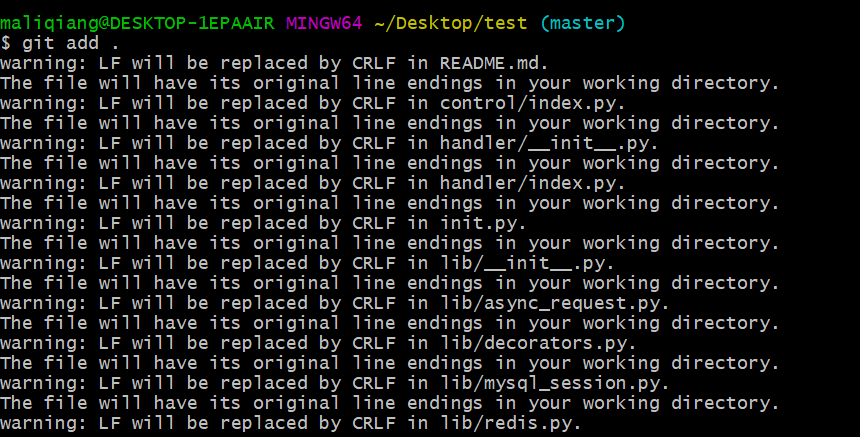 maliqiang@DESKTOP-1EPAAIR MINGW64 ~/Desktop/test (master)
$ git add .
warning: LF will be replaced by CRLF in README.md.
The file will have its original line endings in your working directory.
warning: LF will be replaced by CRLF in control/index.py.
The file will have its original line endings in your working directory.
warning: LF will be replaced by CRLF in handler/__init__.py.
The file will have its original line endings in your working directory.
warning: LF will be replaced by CRLF in handler/index.py.
The file will have its original line endings in your working directory.
warning: LF will be replaced by CRLF in init.py.
The file will have its original line endings in your working directory.
warning: LF will be replaced by CRLF in lib/__init__.py.
The file will have its original line endings in your working directory.
warning: LF will be replaced by CRLF in lib/async_request.py.
The file will have its original line endings in your working directory.
warning: LF will be replaced by CRLF in lib/decorators.py.
The file will have its original line endings in your working directory.
warning: LF will be replaced by CRLF in lib/mysql_session.py.
The file will have its original line endings in your working directory.
warning: LF will be replaced by CRLF in lib/redis.py.